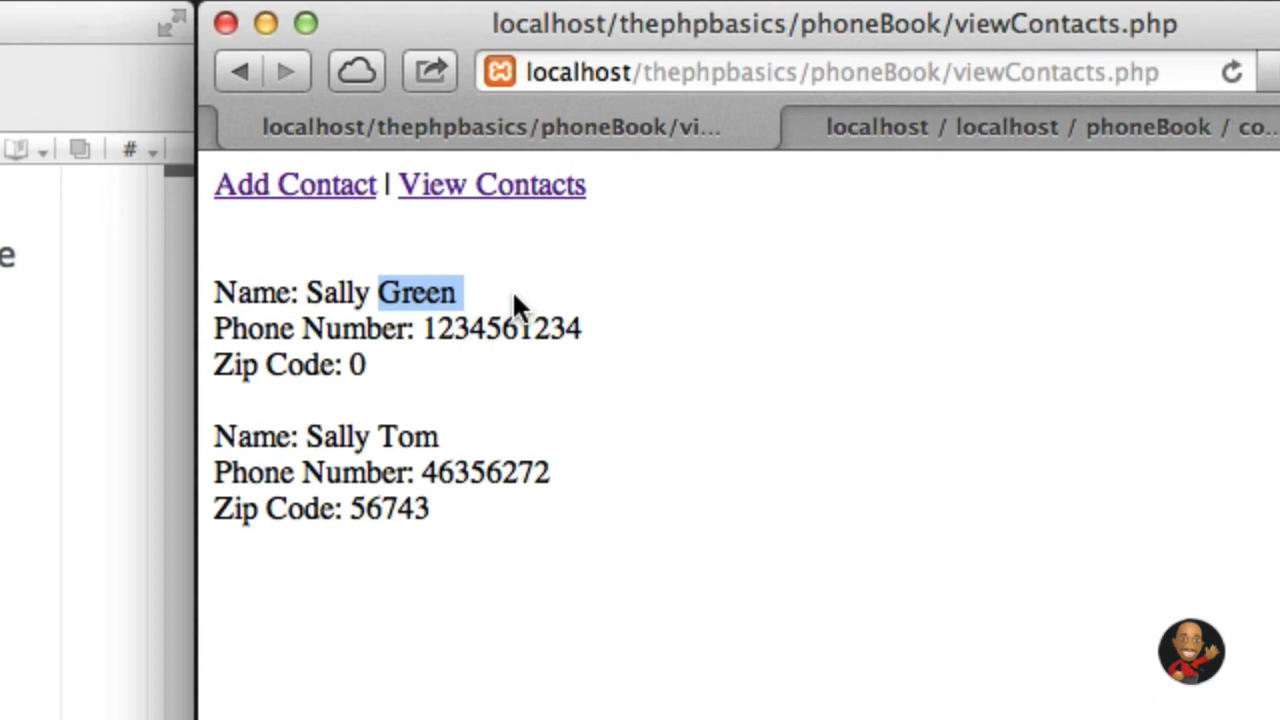 localhost/thephpbasics/phoneBook/viewContacts.php
localhost/thephpbasics/phoneBook/viewContacts.php
localhost/thephpbasics/phoneBook/vi...
localhost / localhost / phoneBook / co...
#
Add Contact | View Contacts
e
Name: Sally Green
Phone Number: 1234561234
Zip Code: 0
Name: Sally Tom
Phone Number: 46356272
Zip Code: 56743